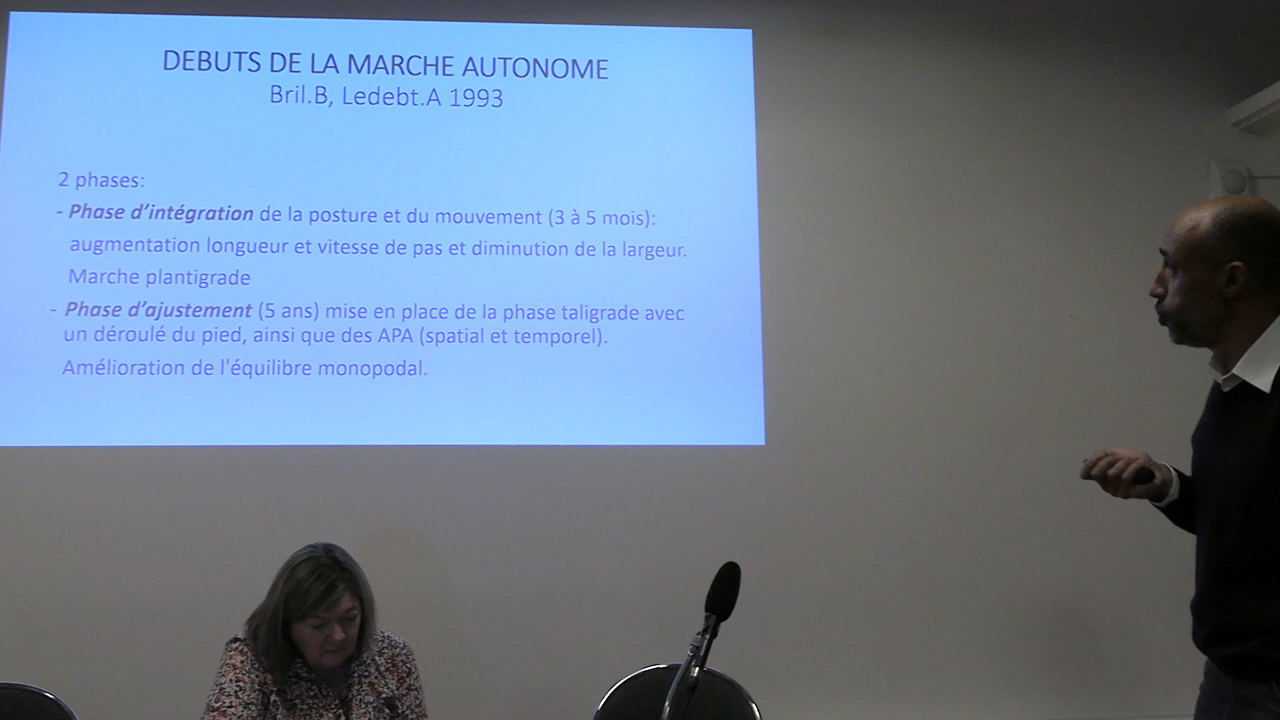 DEBUTS DE LA MARCHE AUTONOME
Bril.B, Ledebt.A 1993
2 phases:
- Phase d'intégration de la posture et du mouvement (3 à 5 mois):
augmentation longueur et vitesse de pas et diminution de la largeur.
Marche plantigrade
- Phase d'ajustement (5 ans) mise en place de la phase taligrade avec
un déroulé du pied, ainsi que des APA (spatial et temporel).
Amélioration de l'équilibre monopodal.